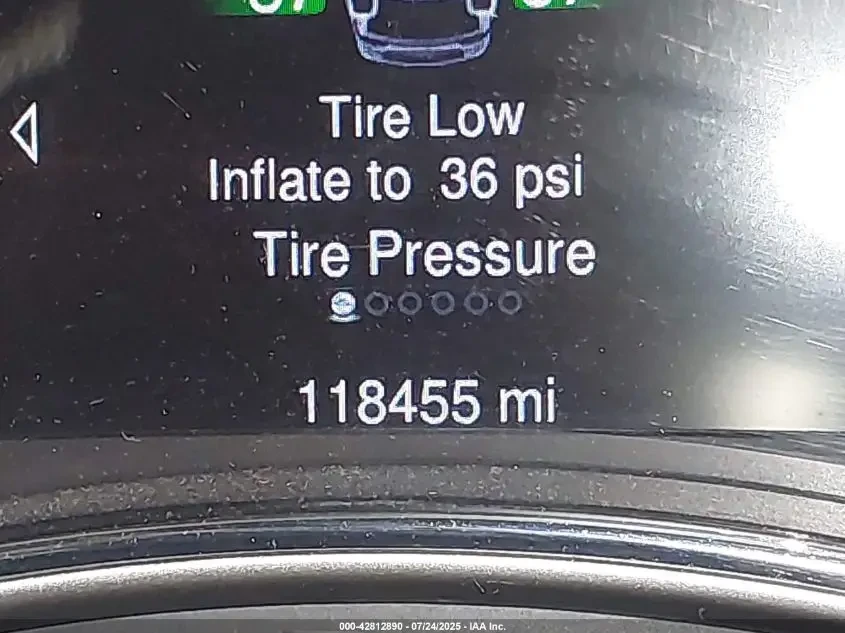 Tire Low
Inflate to 36 psi
Tire Pressure
118455 mi
000-42812890 - 07/24/2025 - IAA Inc.